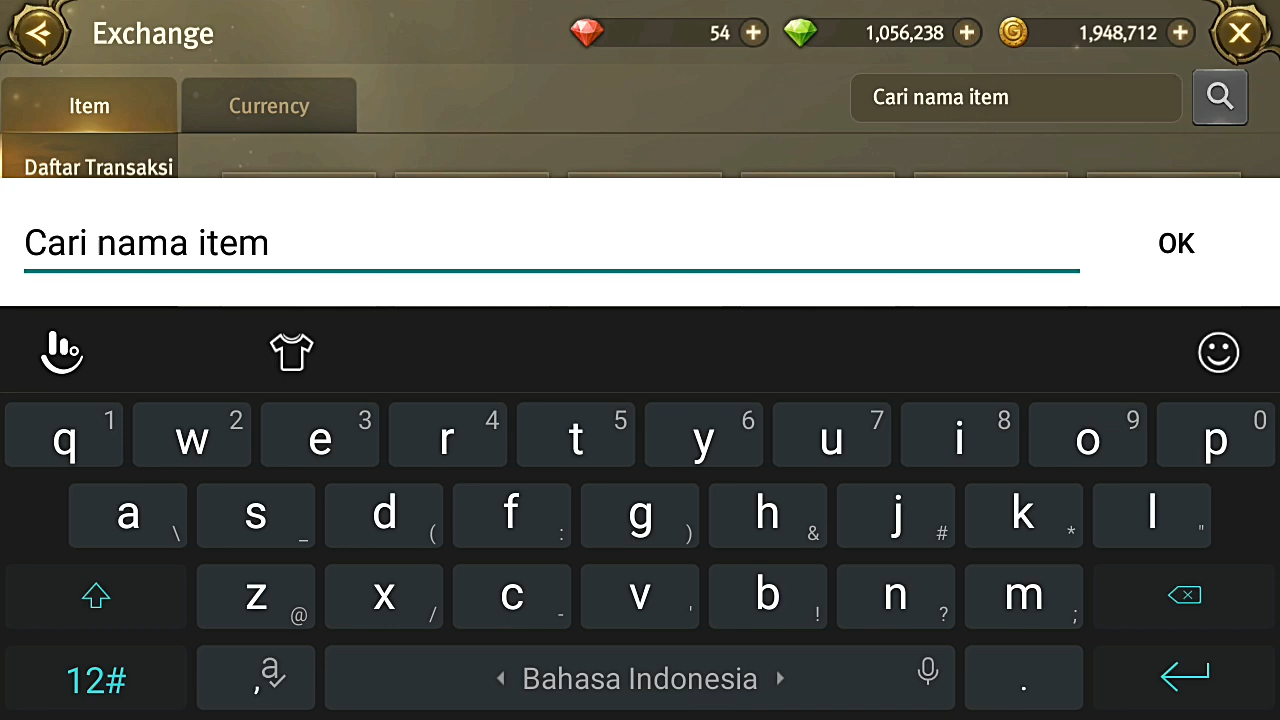 Exchange 54 + 1,056,238 + 1,948,712 +
Item Currency Cari nama item
Daftar Transaksi
Cari nama item OK
q 1 w 2 e 3 r 4 t 5 y 6 u 7 i 8 o 9 p 0
a \ s _ d ( f : g ) h & j # k * l "
z @ x / c - v ' b ! n ? m ;
12# , a Bahasa Indonesia .